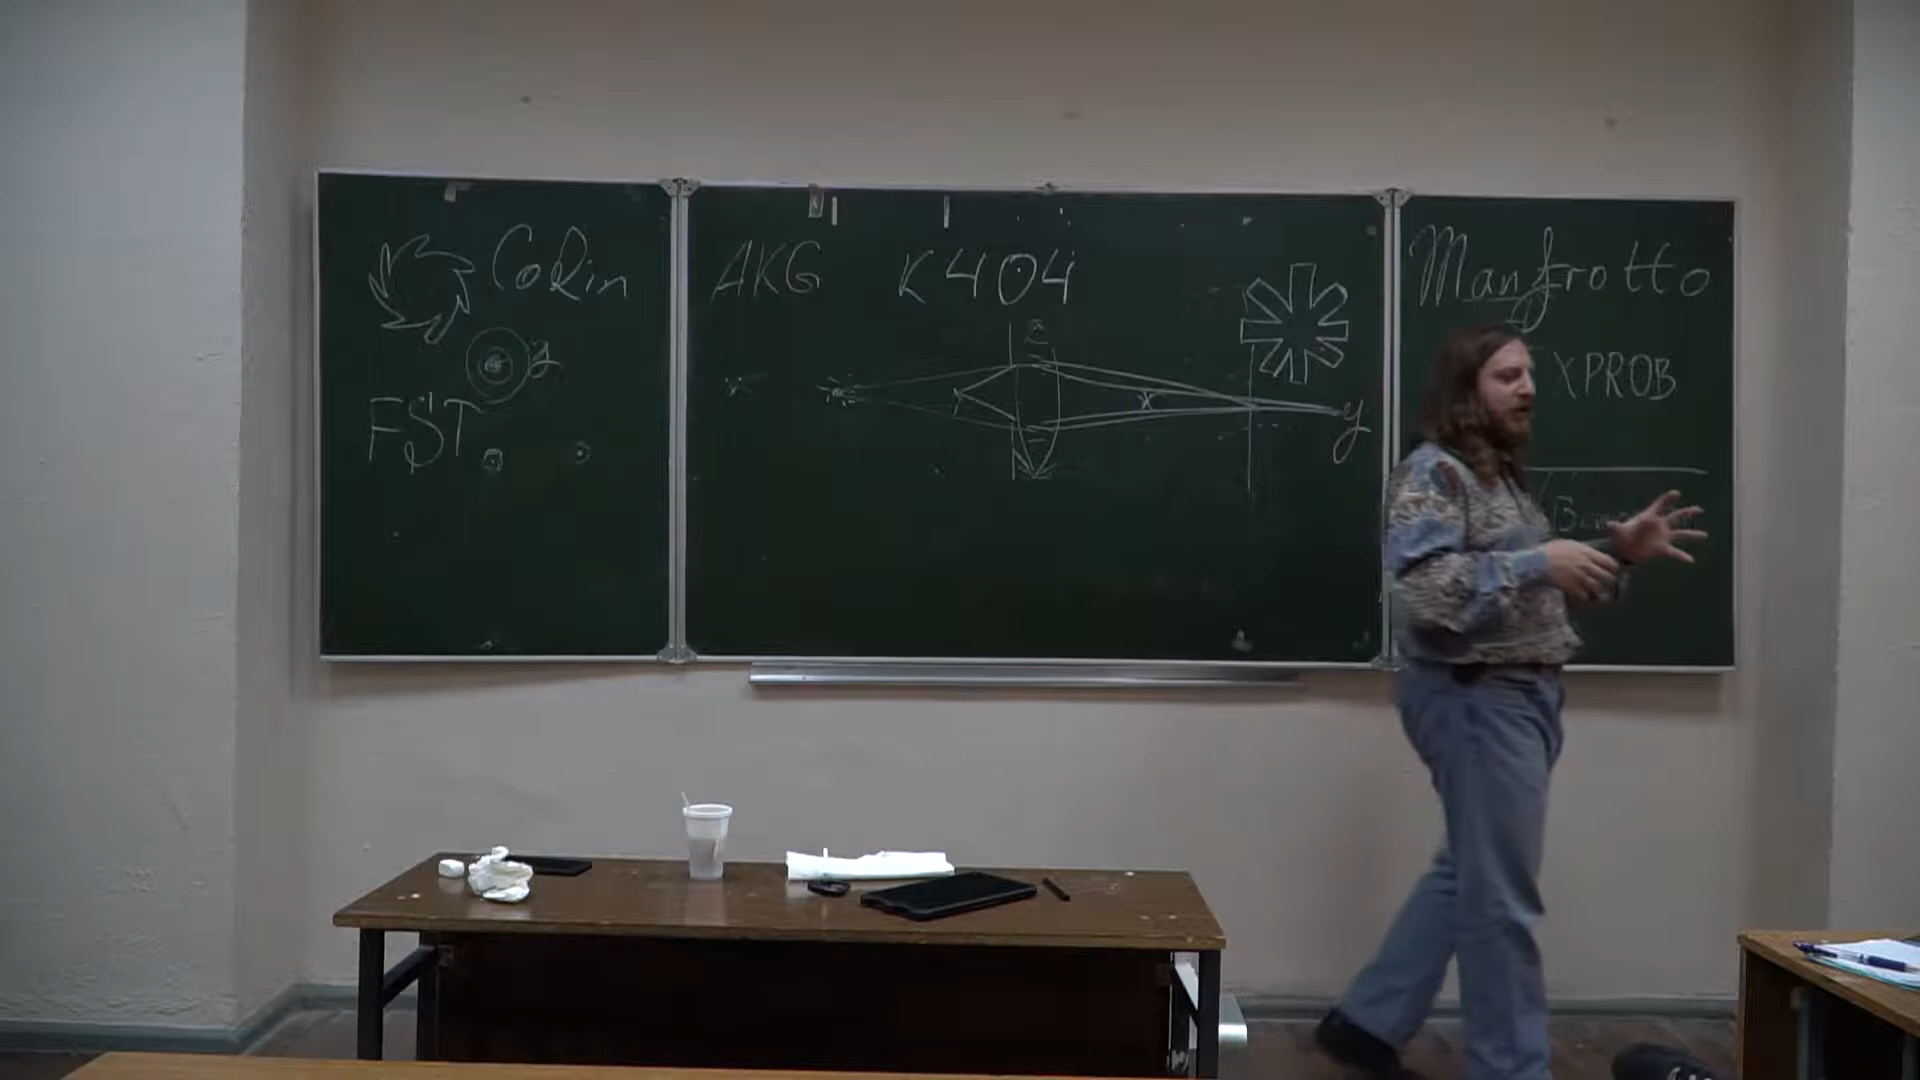 Cokin
FST
AKG K404
y
Manfrotto
XPROB